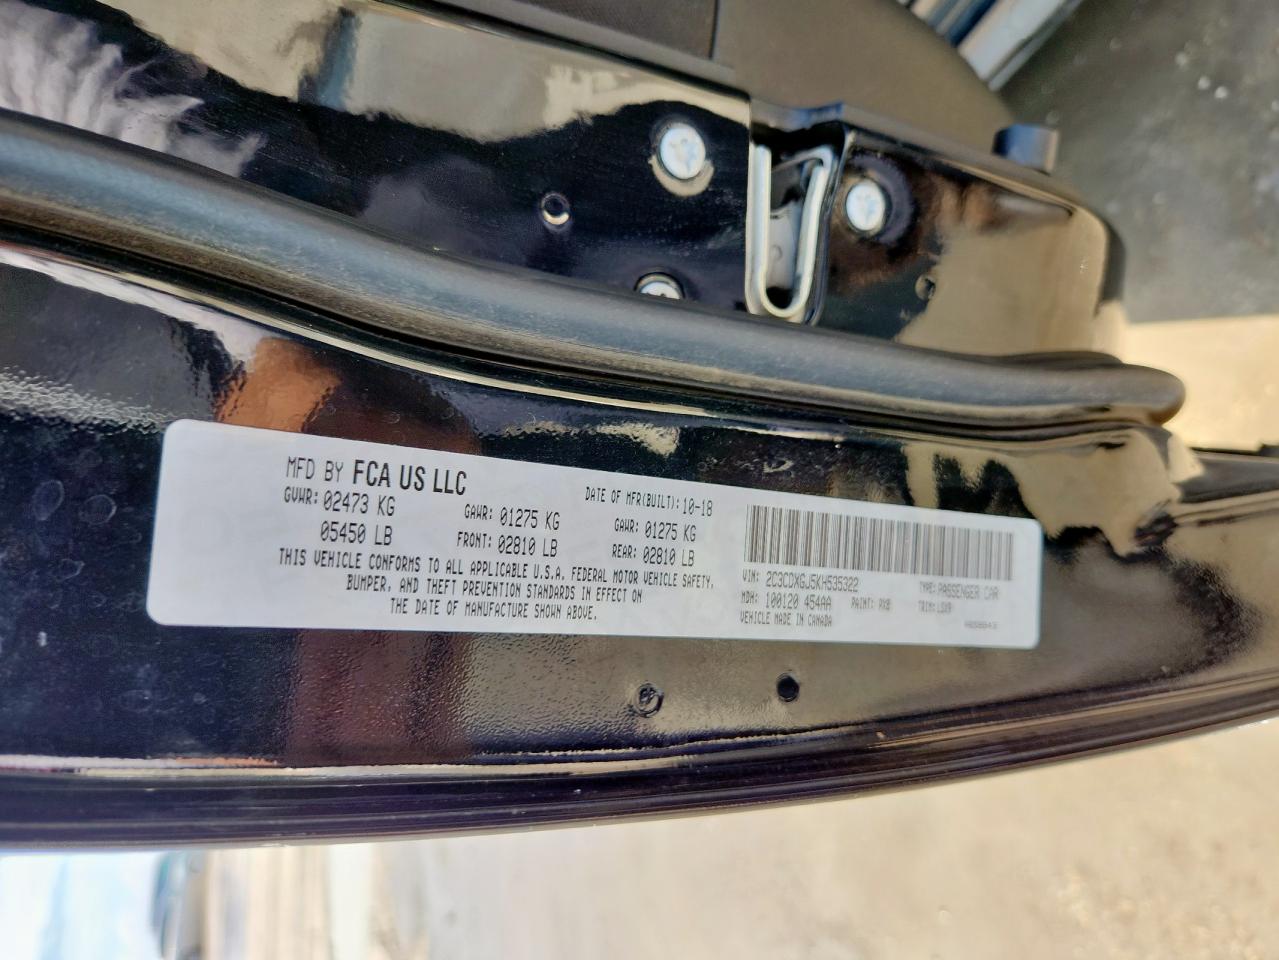 MFD BY FCA US LLC
DATE OF MFR(BUILT): 10-18
GVWR: 02473 KG
GAWR: 01275 KG
GAWR: 01275 KG
05450 LB
FRONT: 02810 LB
REAR: 02810 LB
THIS VEHICLE CONFORMS TO ALL APPLICABLE U.S.A. FEDERAL MOTOR VEHICLE SAFETY,
BUMPER, AND THEFT PREVENTION STANDARDS IN EFFECT ON
THE DATE OF MANUFACTURE SHOWN ABOVE.
VIN: 2C3CDXGJ5KH535322
TYPE: PASSENGER CAR
MDH: 100120 454AA
PAINT: PX8
TRIM: LSX9
VEHICLE MADE IN CANADA